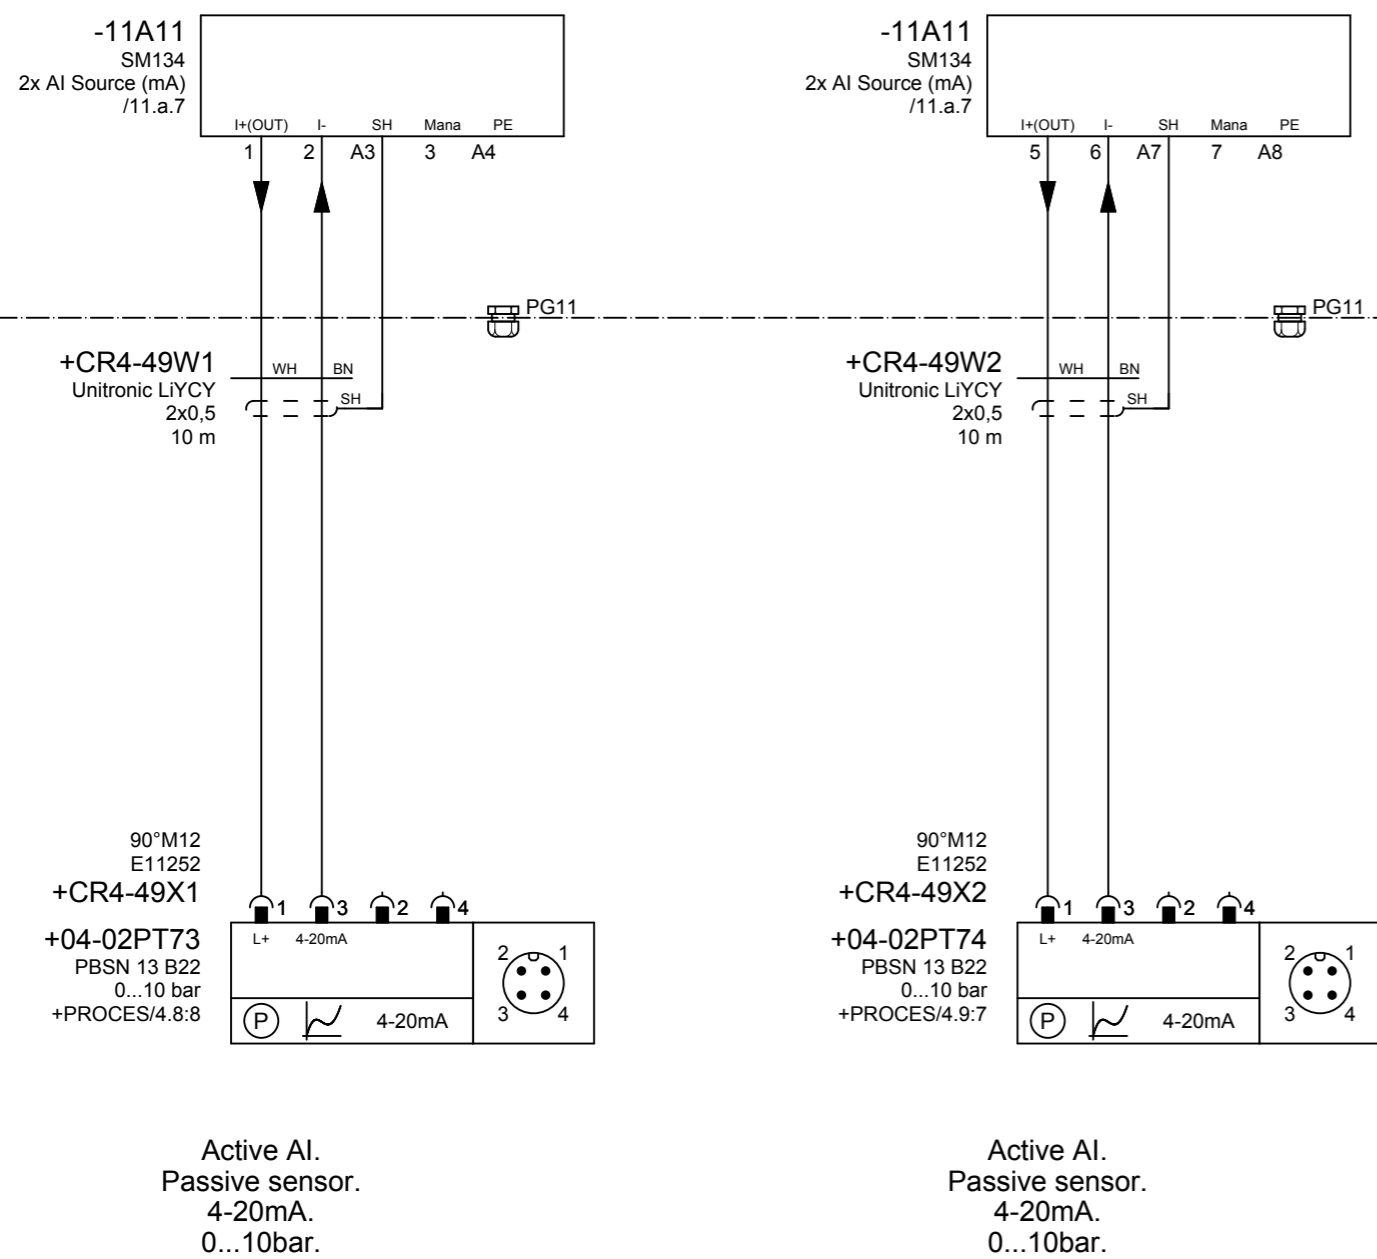 -11A11
SM134
2x AI Source (mA)
/11.a.7
I+(OUT) I- SH Mana PE
1 2 A3 3 A4
PG11
+CR4-49W1
Unitronic LiYCY
2x0,5
10 m
WH BN
SH
90°M12
E11252
+CR4-49X1
1 3 2 4
+04-02PT73
PBSN 13 B22
0...10 bar
+PROCES/4.8:8
L+ 4-20mA
P 4-20mA
2 1
3 4
Active AI.
Passive sensor.
4-20mA.
0...10bar.
-11A11
SM134
2x AI Source (mA)
/11.a.7
I+(OUT) I- SH Mana PE
5 6 A7 7 A8
PG11
+CR4-49W2
Unitronic LiYCY
2x0,5
10 m
WH BN
SH
90°M12
E11252
+CR4-49X2
1 3 2 4
+04-02PT74
PBSN 13 B22
0...10 bar
+PROCES/4.9:7
L+ 4-20mA
P 4-20mA
2 1
3 4
Active AI.
Passive sensor.
4-20mA.
0...10bar.